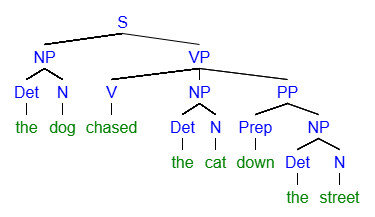 S
NP VP
Det N V NP PP
the dog chased Det N Prep NP
the cat down Det N
the street